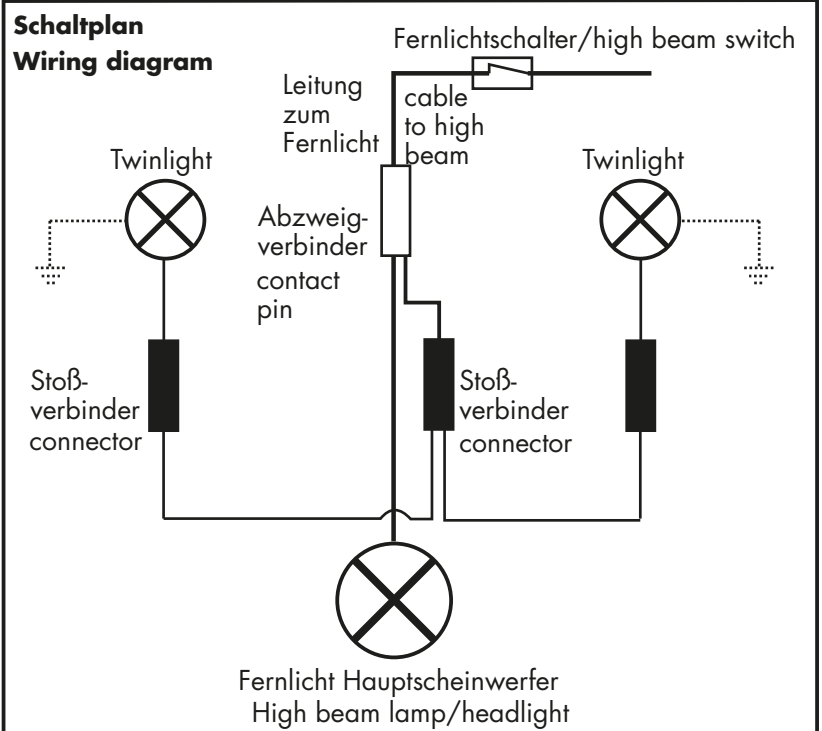 Schaltplan
Wiring diagram
Fernlichtschalter/high beam switch
Leitung
zum
Fernlicht
cable
to high
beam
Twinlight
Twinlight
Abzweig-
verbinder
contact
pin
Stoß-
verbinder
connector
Stoß-
verbinder
connector
Fernlicht Hauptscheinwerfer
High beam lamp/headlight